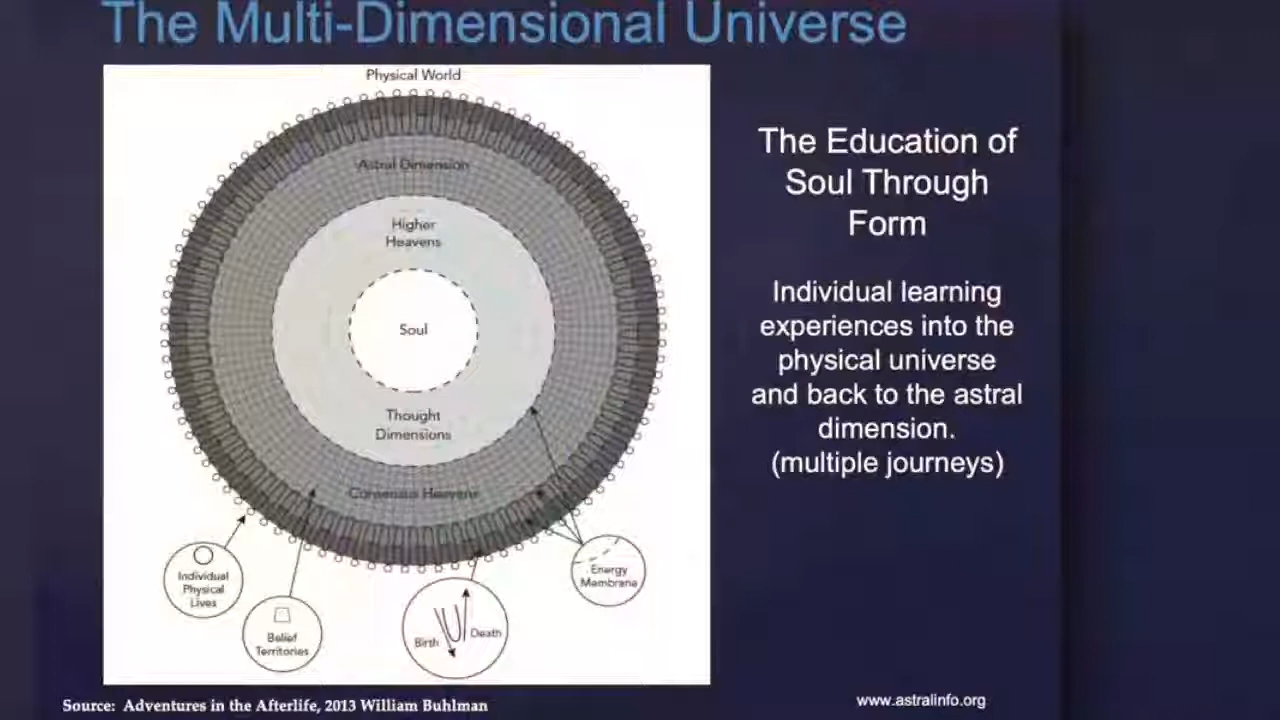 The Multi-Dimensional Universe
Physical World
Astral Dimension
Higher
Heavens
Soul
Thought
Dimensions
Consensus Heavens
Individual
Physical
Lives
Belief
Territories
Birth
Death
Energy
Membrane
The Education of
Soul Through
Form
Individual learning
experiences into the
physical universe
and back to the astral
dimension.
(multiple journeys)
Source: Adventures in the Afterlife, 2013 William Buhlman
www.astralinfo.org